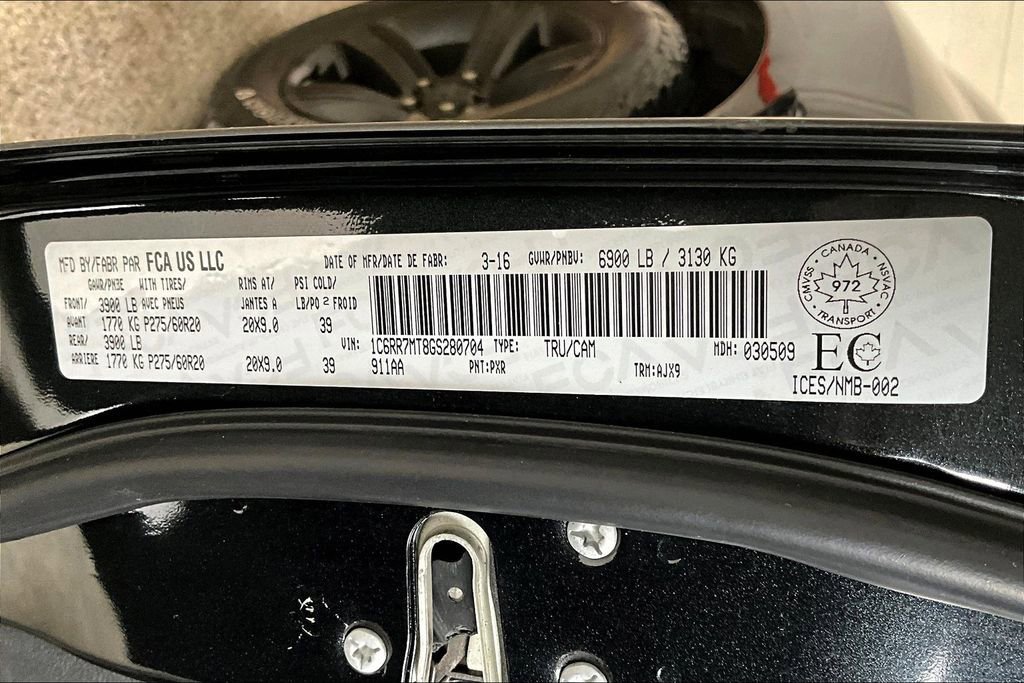 MFD BY/FABR PAR FCA US LLC DATE OF MFR/DATE DE FABR: 3-16 GVWR/PNBV: 6900 LB / 3130 KG
GAWR/PNBE WITH TIRES/ RIMS AT/ PSI COLD/
FRONT/ 3900 LB AVEC PNEUS JANTES A LB/PO 2 FROID
AVANT 1770 KG P275/60R20 20X9.0 39
REAR/ 3900 LB VIN: 1C6RR7MT8GS280704 TYPE: TRU/CAM MDH: 030509
ARRIERE 1770 KG P275/60R20 20X9.0 39 911AA PNT:PXR TRM:AJX9
CANADA
CMVSS 972 NSVAC
TRANSPORT
EC
ICES/NMB-002